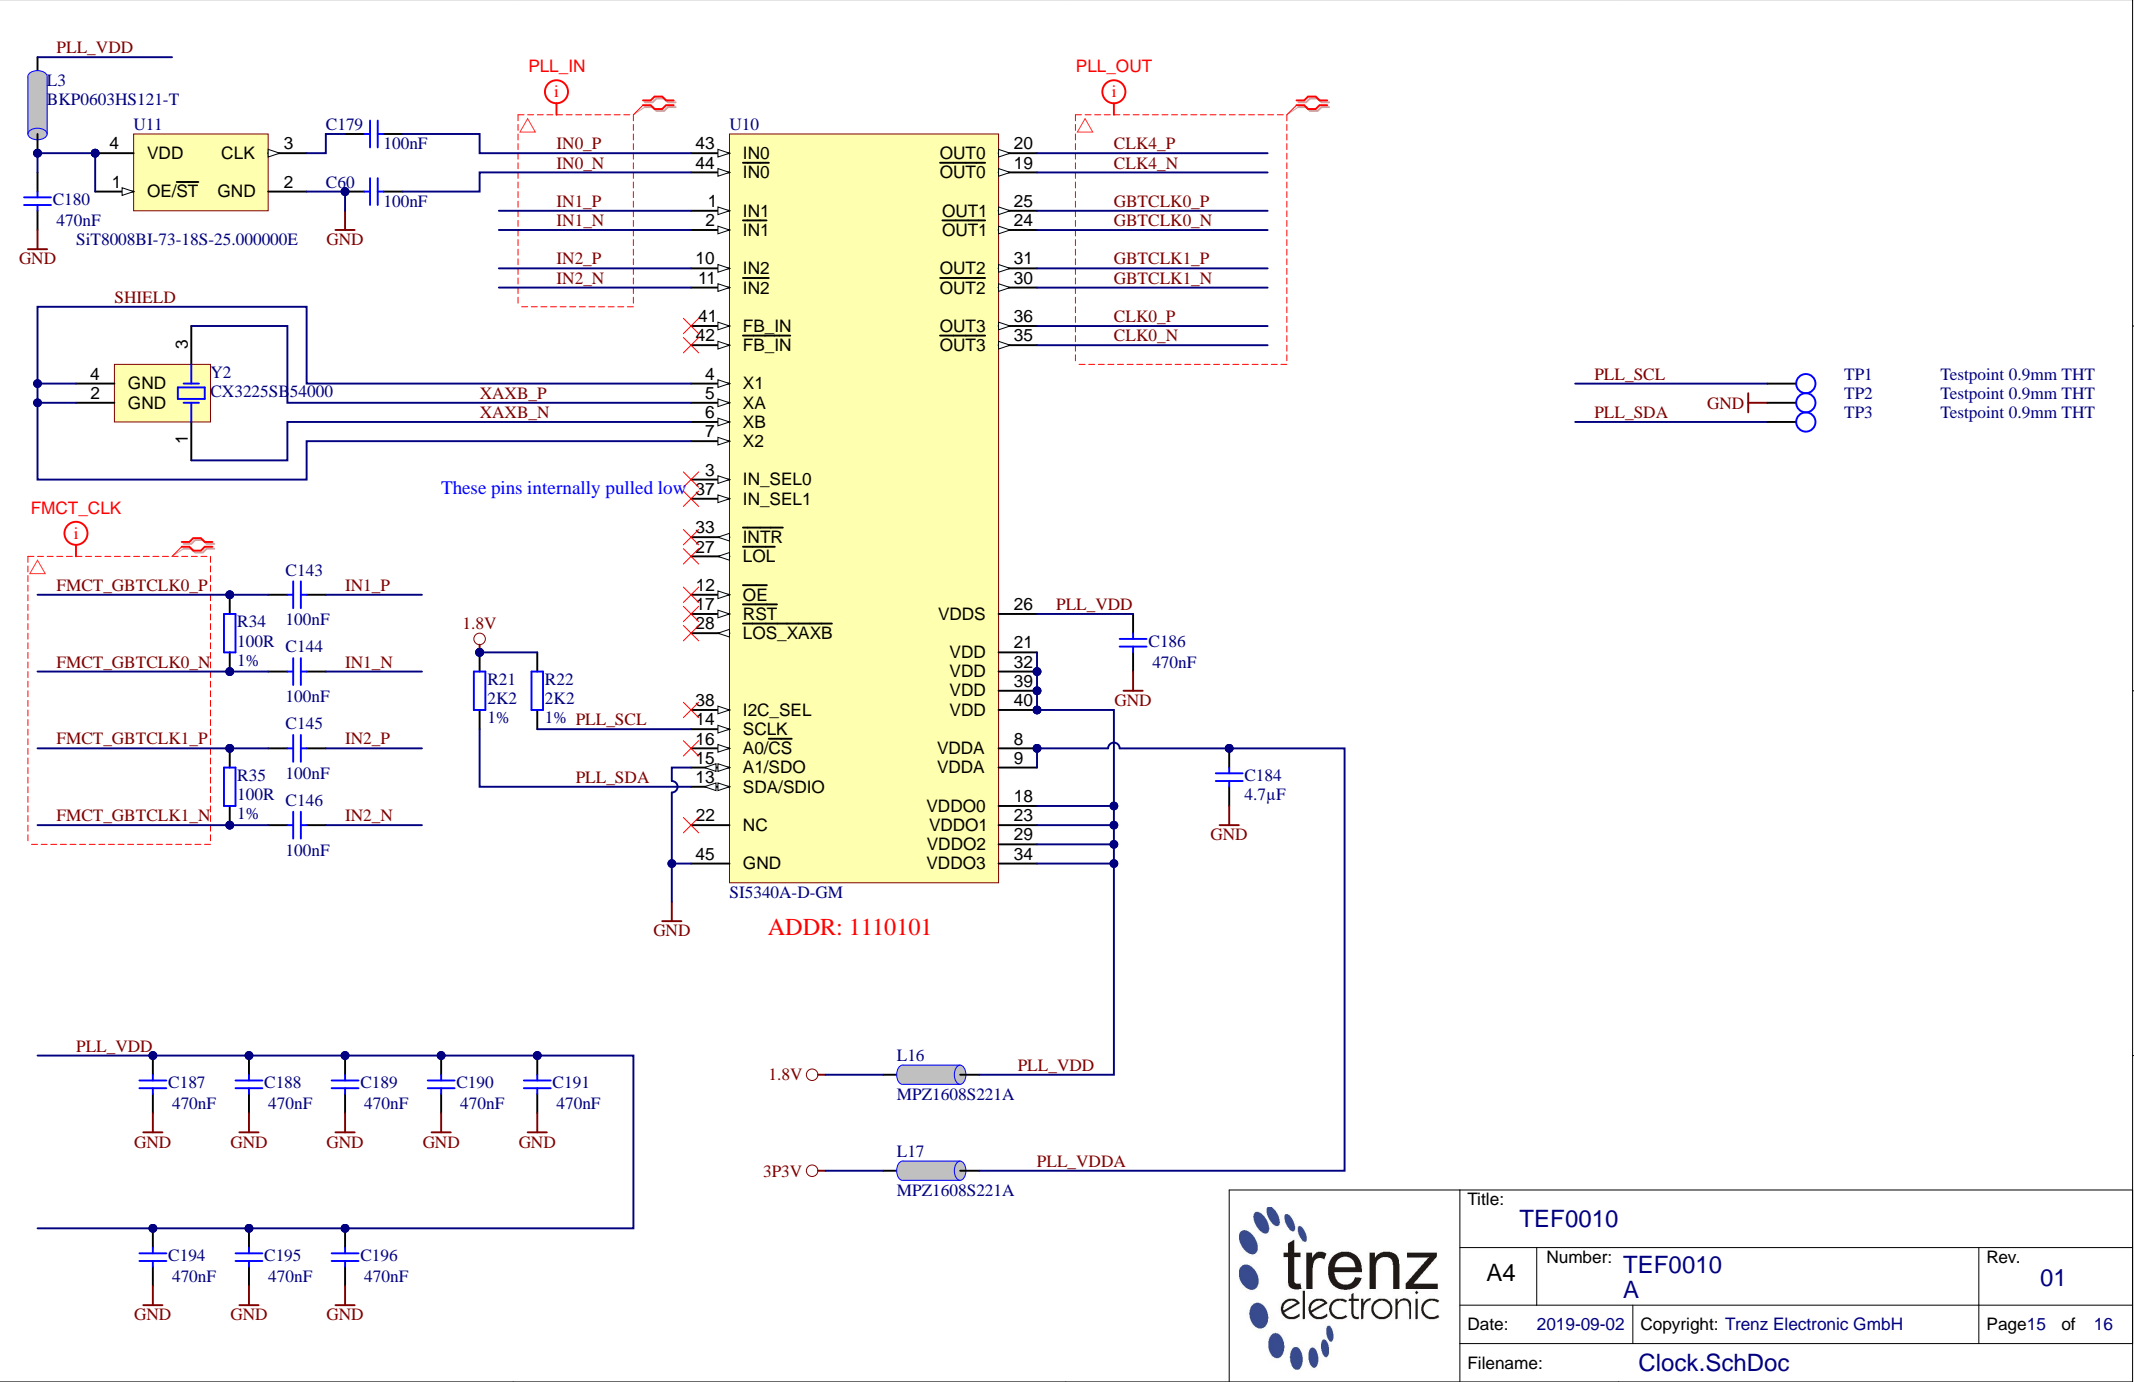 PLL_VDD
L3
BKP0603HS121-T
U11
4 VDD CLK 3
1 OE/ST GND 2
SiT8008BI-73-18S-25.000000E
C180
470nF
GND
C179
100nF
C60
100nF
GND
PLL_IN
i
IN0_P
IN0_N
IN1_P
IN1_N
IN2_P
IN2_N
SHIELD
3
4 GND
2 GND
1
Y2
CX3225SB54000
XAXB_P
XAXB_N
These pins internally pulled low
FMCT_CLK
i
FMCT_GBTCLK0_P
C143
100nF
IN1_P
R34
100R
1%
FMCT_GBTCLK0_N
C144
100nF
IN1_N
FMCT_GBTCLK1_P
C145
100nF
IN2_P
R35
100R
1%
FMCT_GBTCLK1_N
C146
100nF
IN2_N
1.8V
R21
2K2
1%
R22
2K2
1%
PLL_SCL
PLL_SDA
GND
U10
43 IN0
44 IN0
1 IN1
2 IN1
10 IN2
11 IN2
41 FB_IN
42 FB_IN
4 X1
5 XA
6 XB
7 X2
3 IN_SEL0
37 IN_SEL1
33 INTR
27 LOL
12 OE
17 RST
28 LOS_XAXB
38 I2C_SEL
14 SCLK
16 A0/CS
15 A1/SDO
13 SDA/SDIO
22 NC
45 GND
OUT0 20
OUT0 19
OUT1 25
OUT1 24
OUT2 31
OUT2 30
OUT3 36
OUT3 35
VDDS 26
VDD 21
VDD 32
VDD 39
VDD 40
VDDA 8
VDDA 9
VDDO0 18
VDDO1 23
VDDO2 29
VDDO3 34
SI5340A-D-GM
ADDR: 1110101
PLL_OUT
i
CLK4_P
CLK4_N
GBTCLK0_P
GBTCLK0_N
GBTCLK1_P
GBTCLK1_N
CLK0_P
CLK0_N
PLL_SCL
GND
PLL_SDA
TP1 Testpoint 0.9mm THT
TP2 Testpoint 0.9mm THT
TP3 Testpoint 0.9mm THT
PLL_VDD
C186
470nF
GND
C184
4.7µF
GND
PLL_VDD
C187
470nF
GND
C188
470nF
GND
C189
470nF
GND
C190
470nF
GND
C191
470nF
GND
C194
470nF
GND
C195
470nF
GND
C196
470nF
GND
1.8V
L16
MPZ1608S221A
PLL_VDD
3P3V
L17
MPZ1608S221A
PLL_VDDA
trenz
electronic
Title:
TEF0010
A4
Number: TEF0010
A
Rev.
01
Date: 2019-09-02
Copyright: Trenz Electronic GmbH
Page15 of 16
Filename: Clock.SchDoc